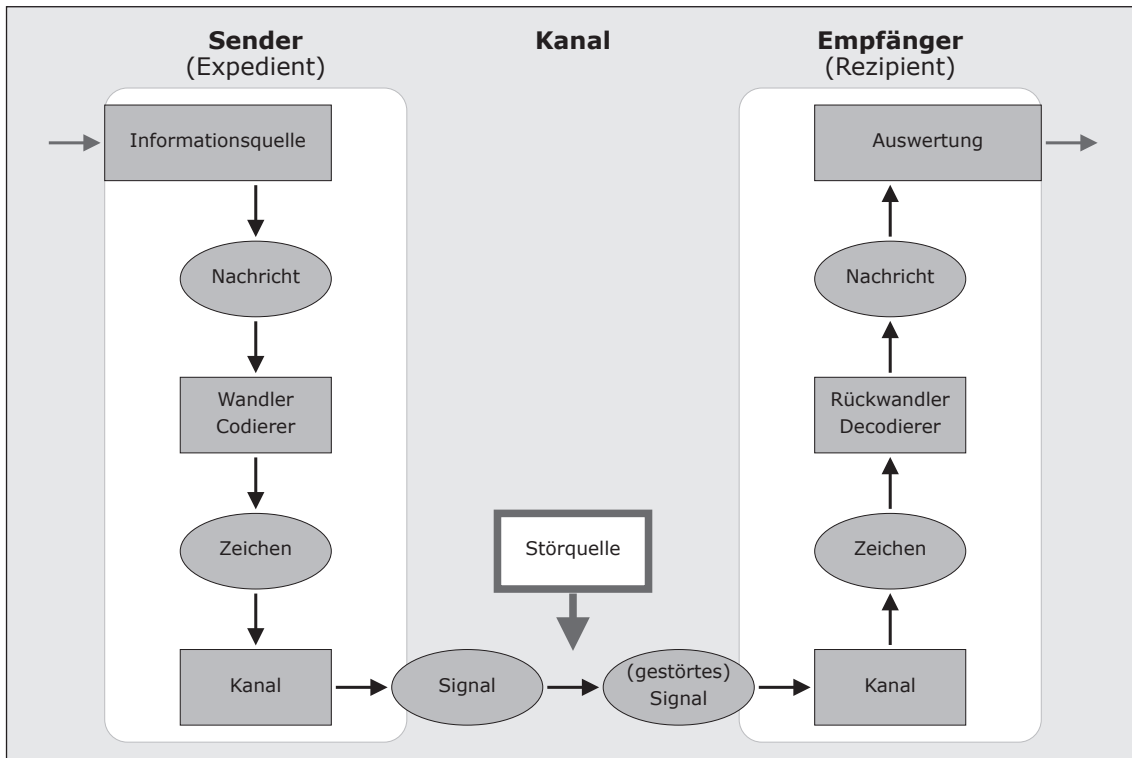 Sender
(Expedient)
Kanal
Empfänger
(Rezipient)
Informationsquelle
Nachricht
Wandler
Codierer
Zeichen
Kanal
Signal
Störquelle
(gestörtes)
Signal
Kanal
Zeichen
Rückwandler
Decodierer
Nachricht
Auswertung